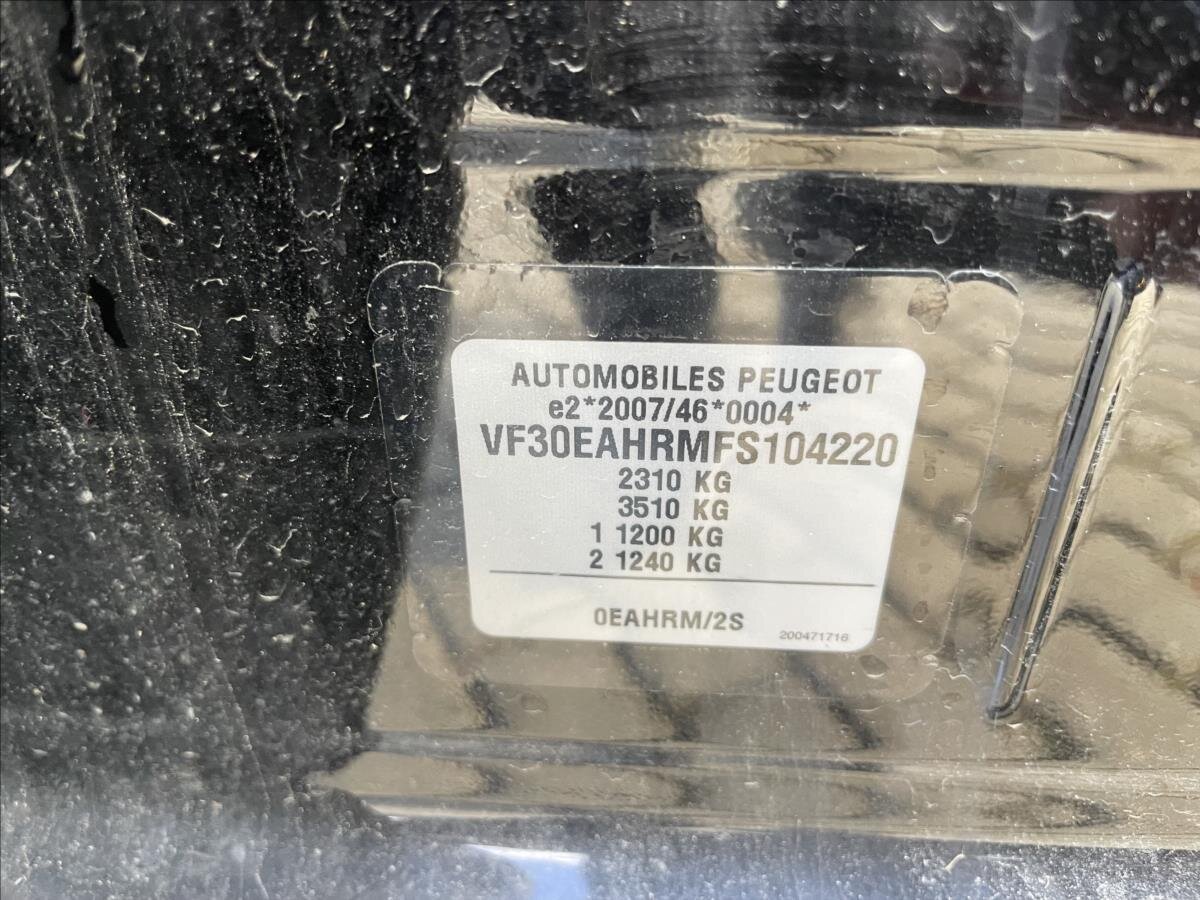 AUTOMOBILES PEUGEOT
e2*2007/46*0004*
VF30EAHRMFS104220
2310 KG
3510 KG
1 1200 KG
2 1240 KG
0EAHRM/2S
200471716